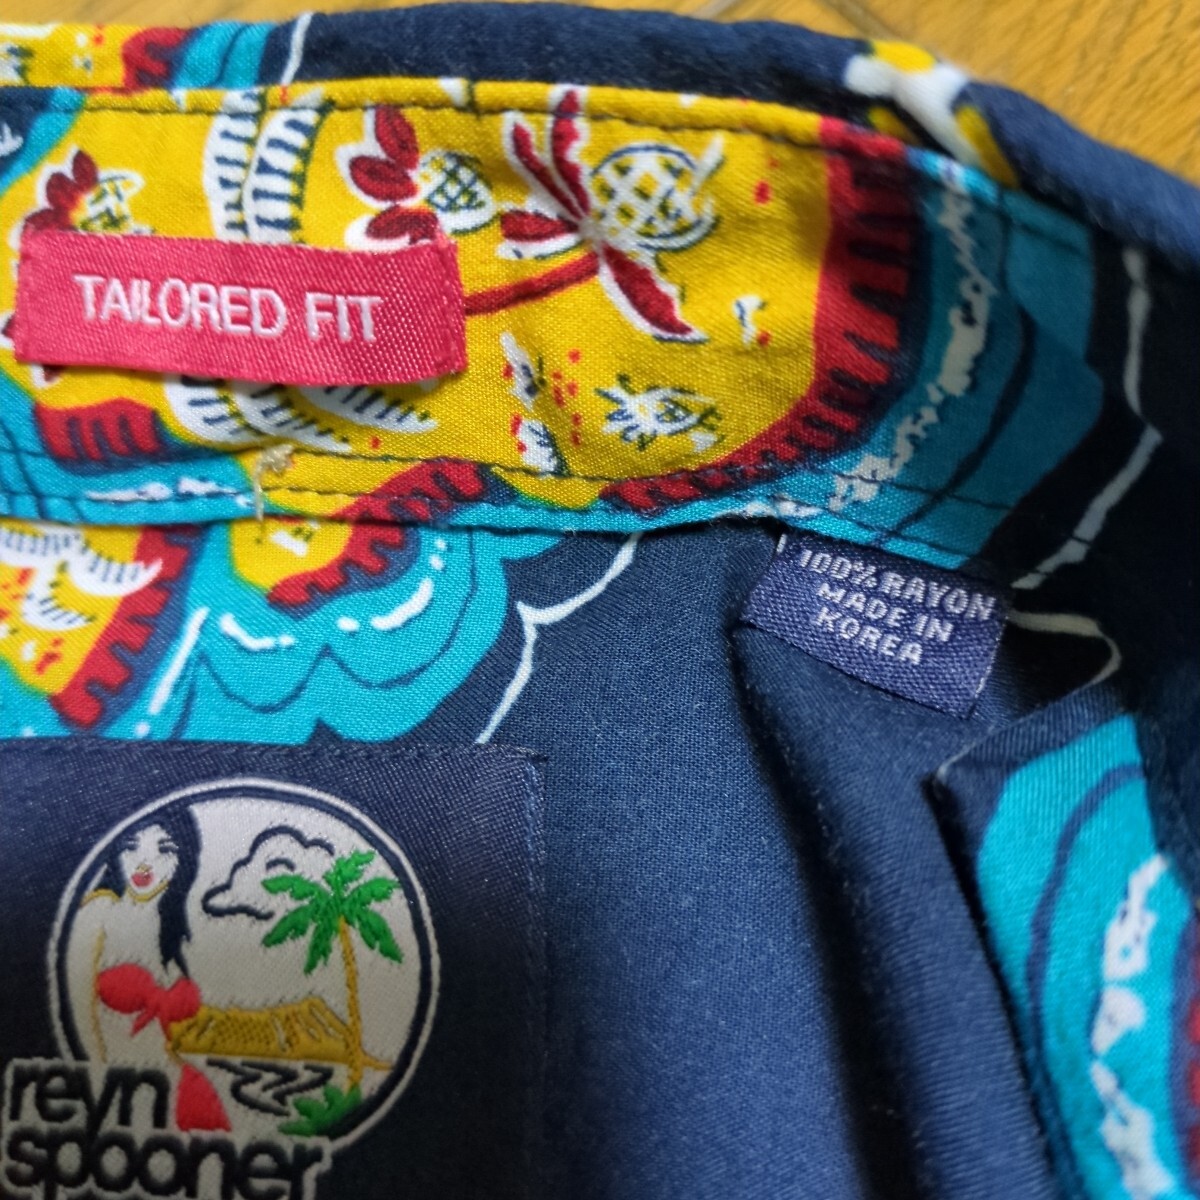 TAILORED FIT
100% RAYON
MADE IN
KOREA
reyn
spooner